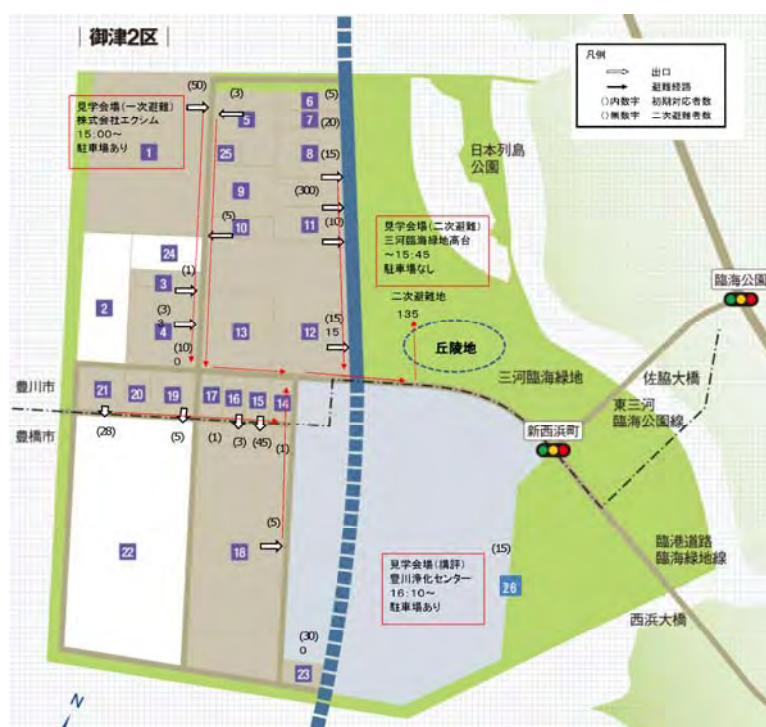 御津2区
凡例
出口
避難経路
()内数字 初期対応者数
()無数字 二次避難者数
見学会場(一次避難)
株式会社エクシム
15:00～
駐車場あり
(50)
(3)
(5)
6
5
7
(20)
1
25
8
(15)
日本列島
公園
9
(300)
10
(5)
11
(10)
見学会場(二次避難)
三河臨海緑地高台
～15:45
駐車場なし
24
(1)
3
2
(3)
4
(10)
0
13
12
(15)
15
二次避難地
135
丘陵地
臨海公園
三河臨海緑地
佐脇大橋
東三河
臨海公園線
新西浜町
豊川市
豊橋市
21
20
19
17
16
15
14
(28)
(5)
(1)
(3)
(45)
(1)
22
18
(5)
見学会場(講評)
豊川浄化センター
16:10～
駐車場あり
(15)
26
臨港道路
臨海緑地線
西浜大橋
(30)
0
23
N